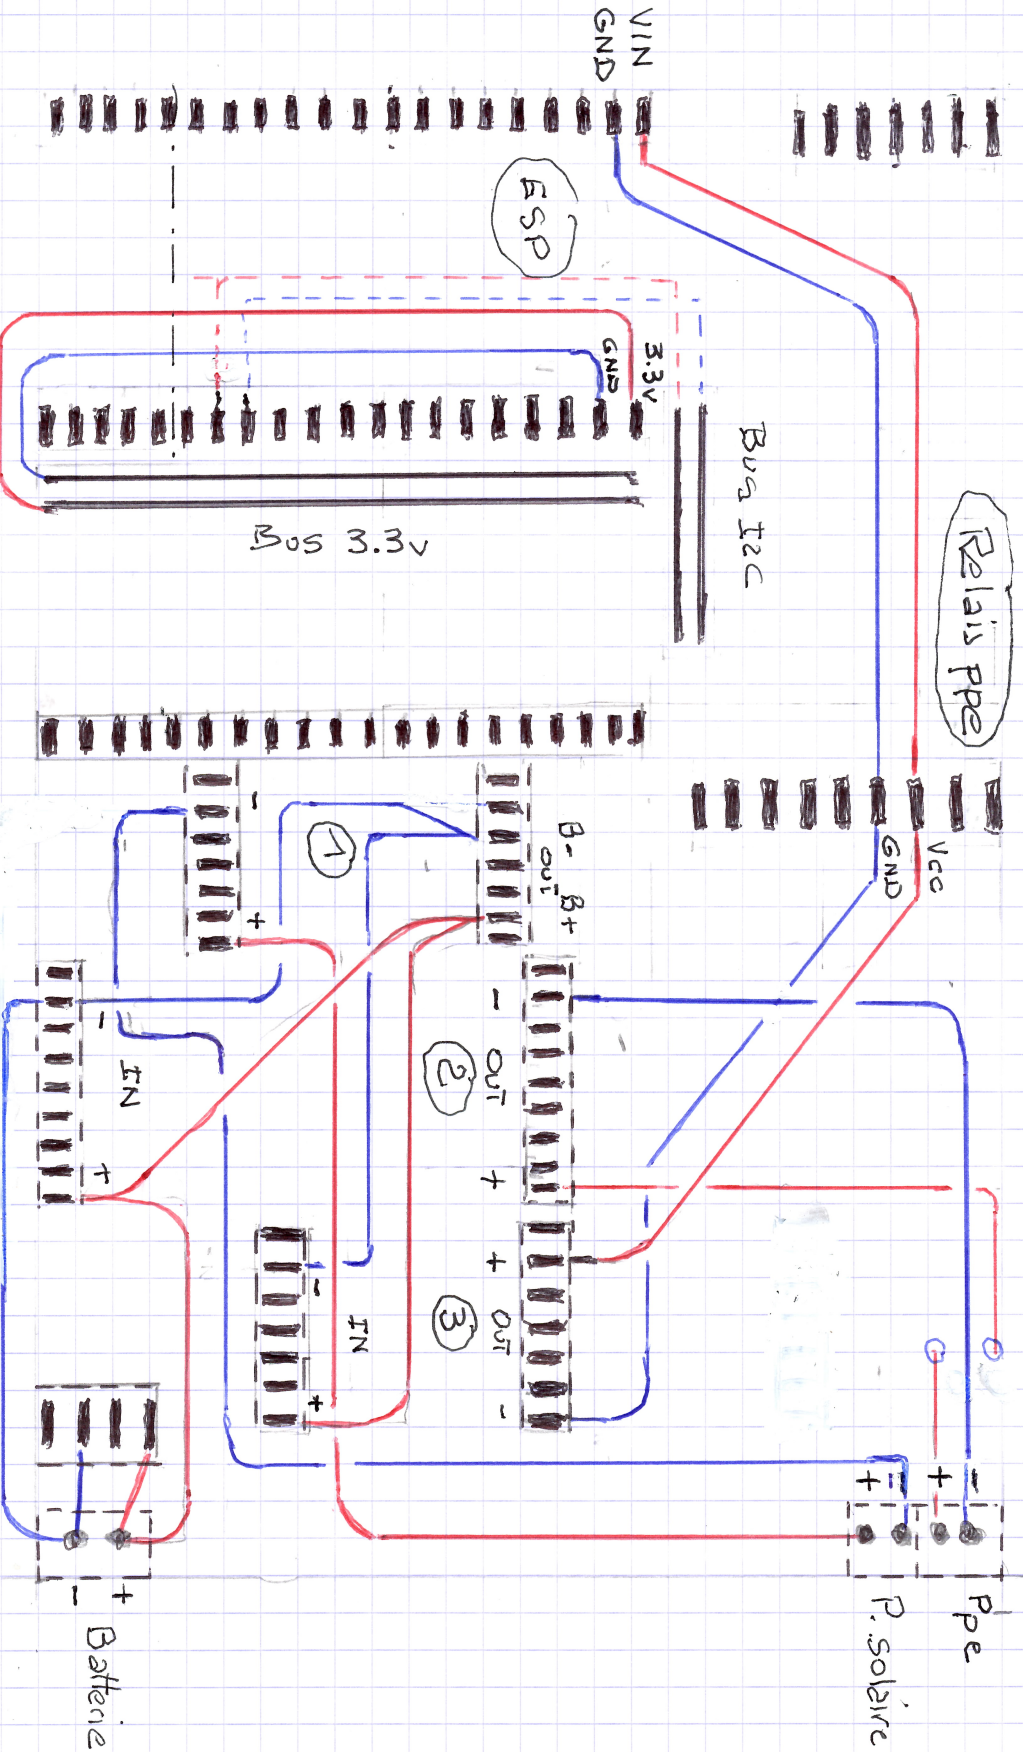 VIN
GND
ESP
3.3v
GND
Bus I2C
Bus 3.3v
Relais PPe
VCC
GND
-
+
1
B- B+
OUT
-
IN
+
-
OUT
2
+
+
OUT
3
-
-
IN
+
+ -
+ -
- +
Batterie
P. Solaire
Ppe